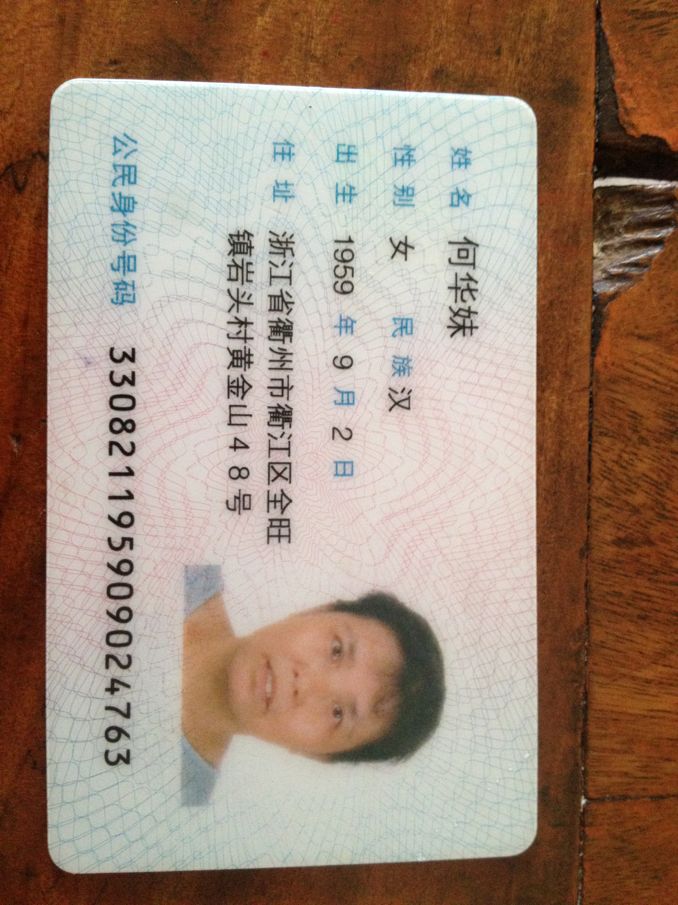 姓名 何华妹
性别 女 民族 汉
出生 1959 年 9 月 2 日
住址 浙江省衢州市衢江区全旺
镇岩头村黄金山48号
公民身份号码 330821195909024763